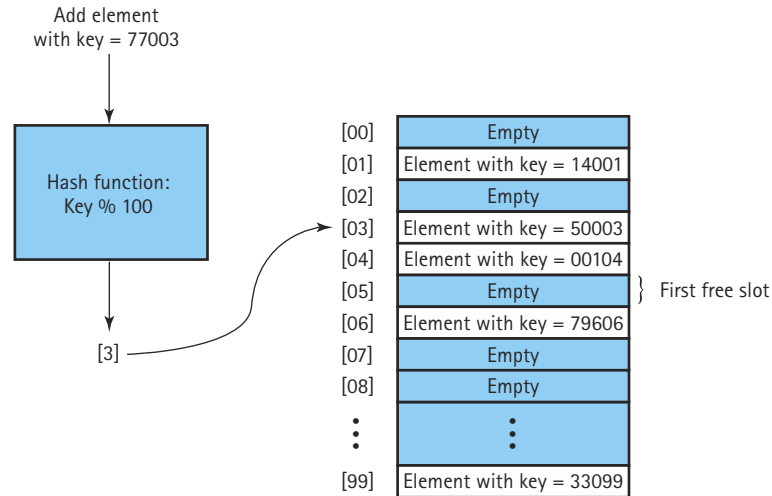 Add element
with key = 77003
Hash function:
Key % 100
[3]
[00] Empty
[01] Element with key = 14001
[02] Empty
[03] Element with key = 50003
[04] Element with key = 00104
[05] Empty } First free slot
[06] Element with key = 79606
[07] Empty
[08] Empty
[99] Element with key = 33099